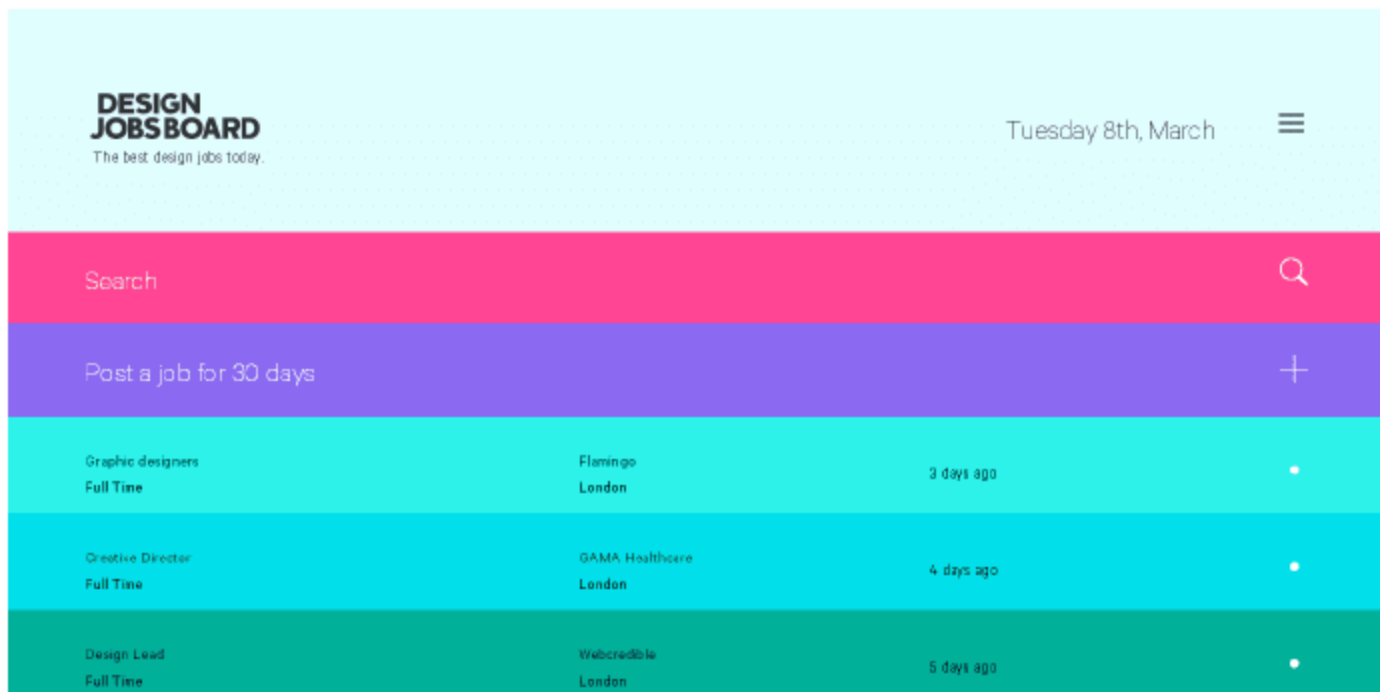 DESIGN
JOBS BOARD
The best design jobs today.
Tuesday 8th, March
Search
Post a job for 30 days
Graphic designers
Full Time
Flamingo
London
3 days ago
Creative Director
Full Time
GAMA Healthcare
London
4 days ago
Design Lead
Full Time
Webcredible
London
5 days ago